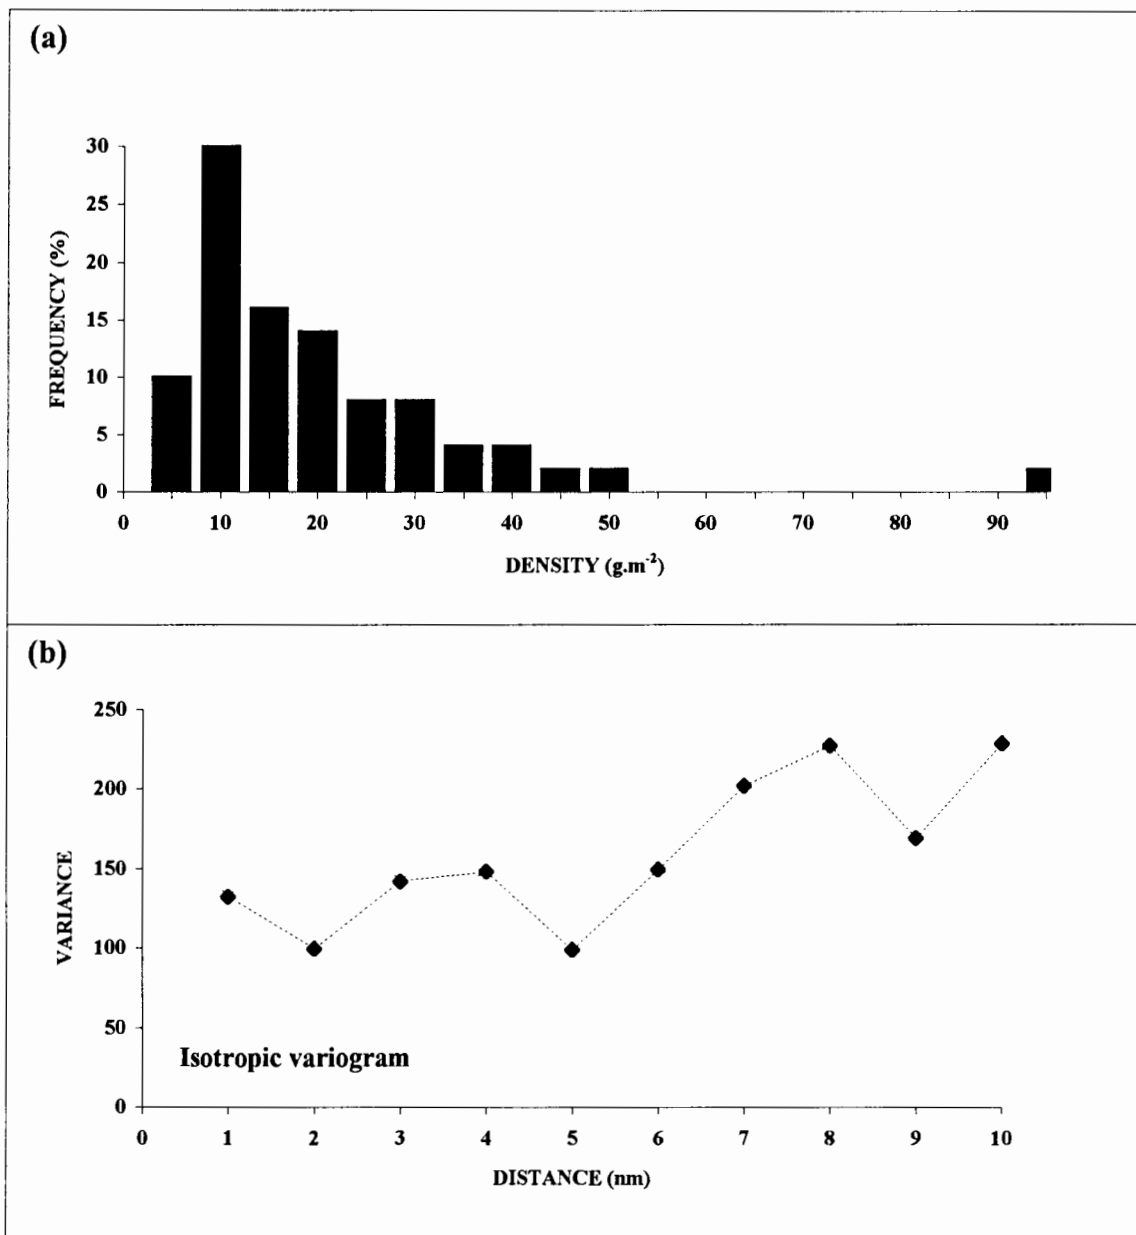 (a)
30
25
20
15
10
5
0
FREQUENCY (%)
0 10 20 30 40 50 60 70 80 90
DENSITY (g.m-2)
(b)
250
200
150
100
50
0
VARIANCE
Isotropic variogram
0 1 2 3 4 5 6 7 8 9 10
DISTANCE (nm)